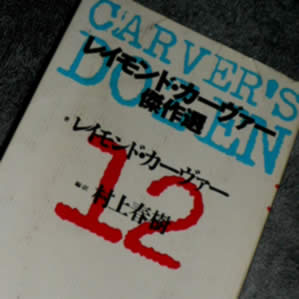 CARVER'S
DOZEN
レイモンド・カーヴァー
傑作選
著 レイモンド・カーヴァー
12
編訳 村上春樹